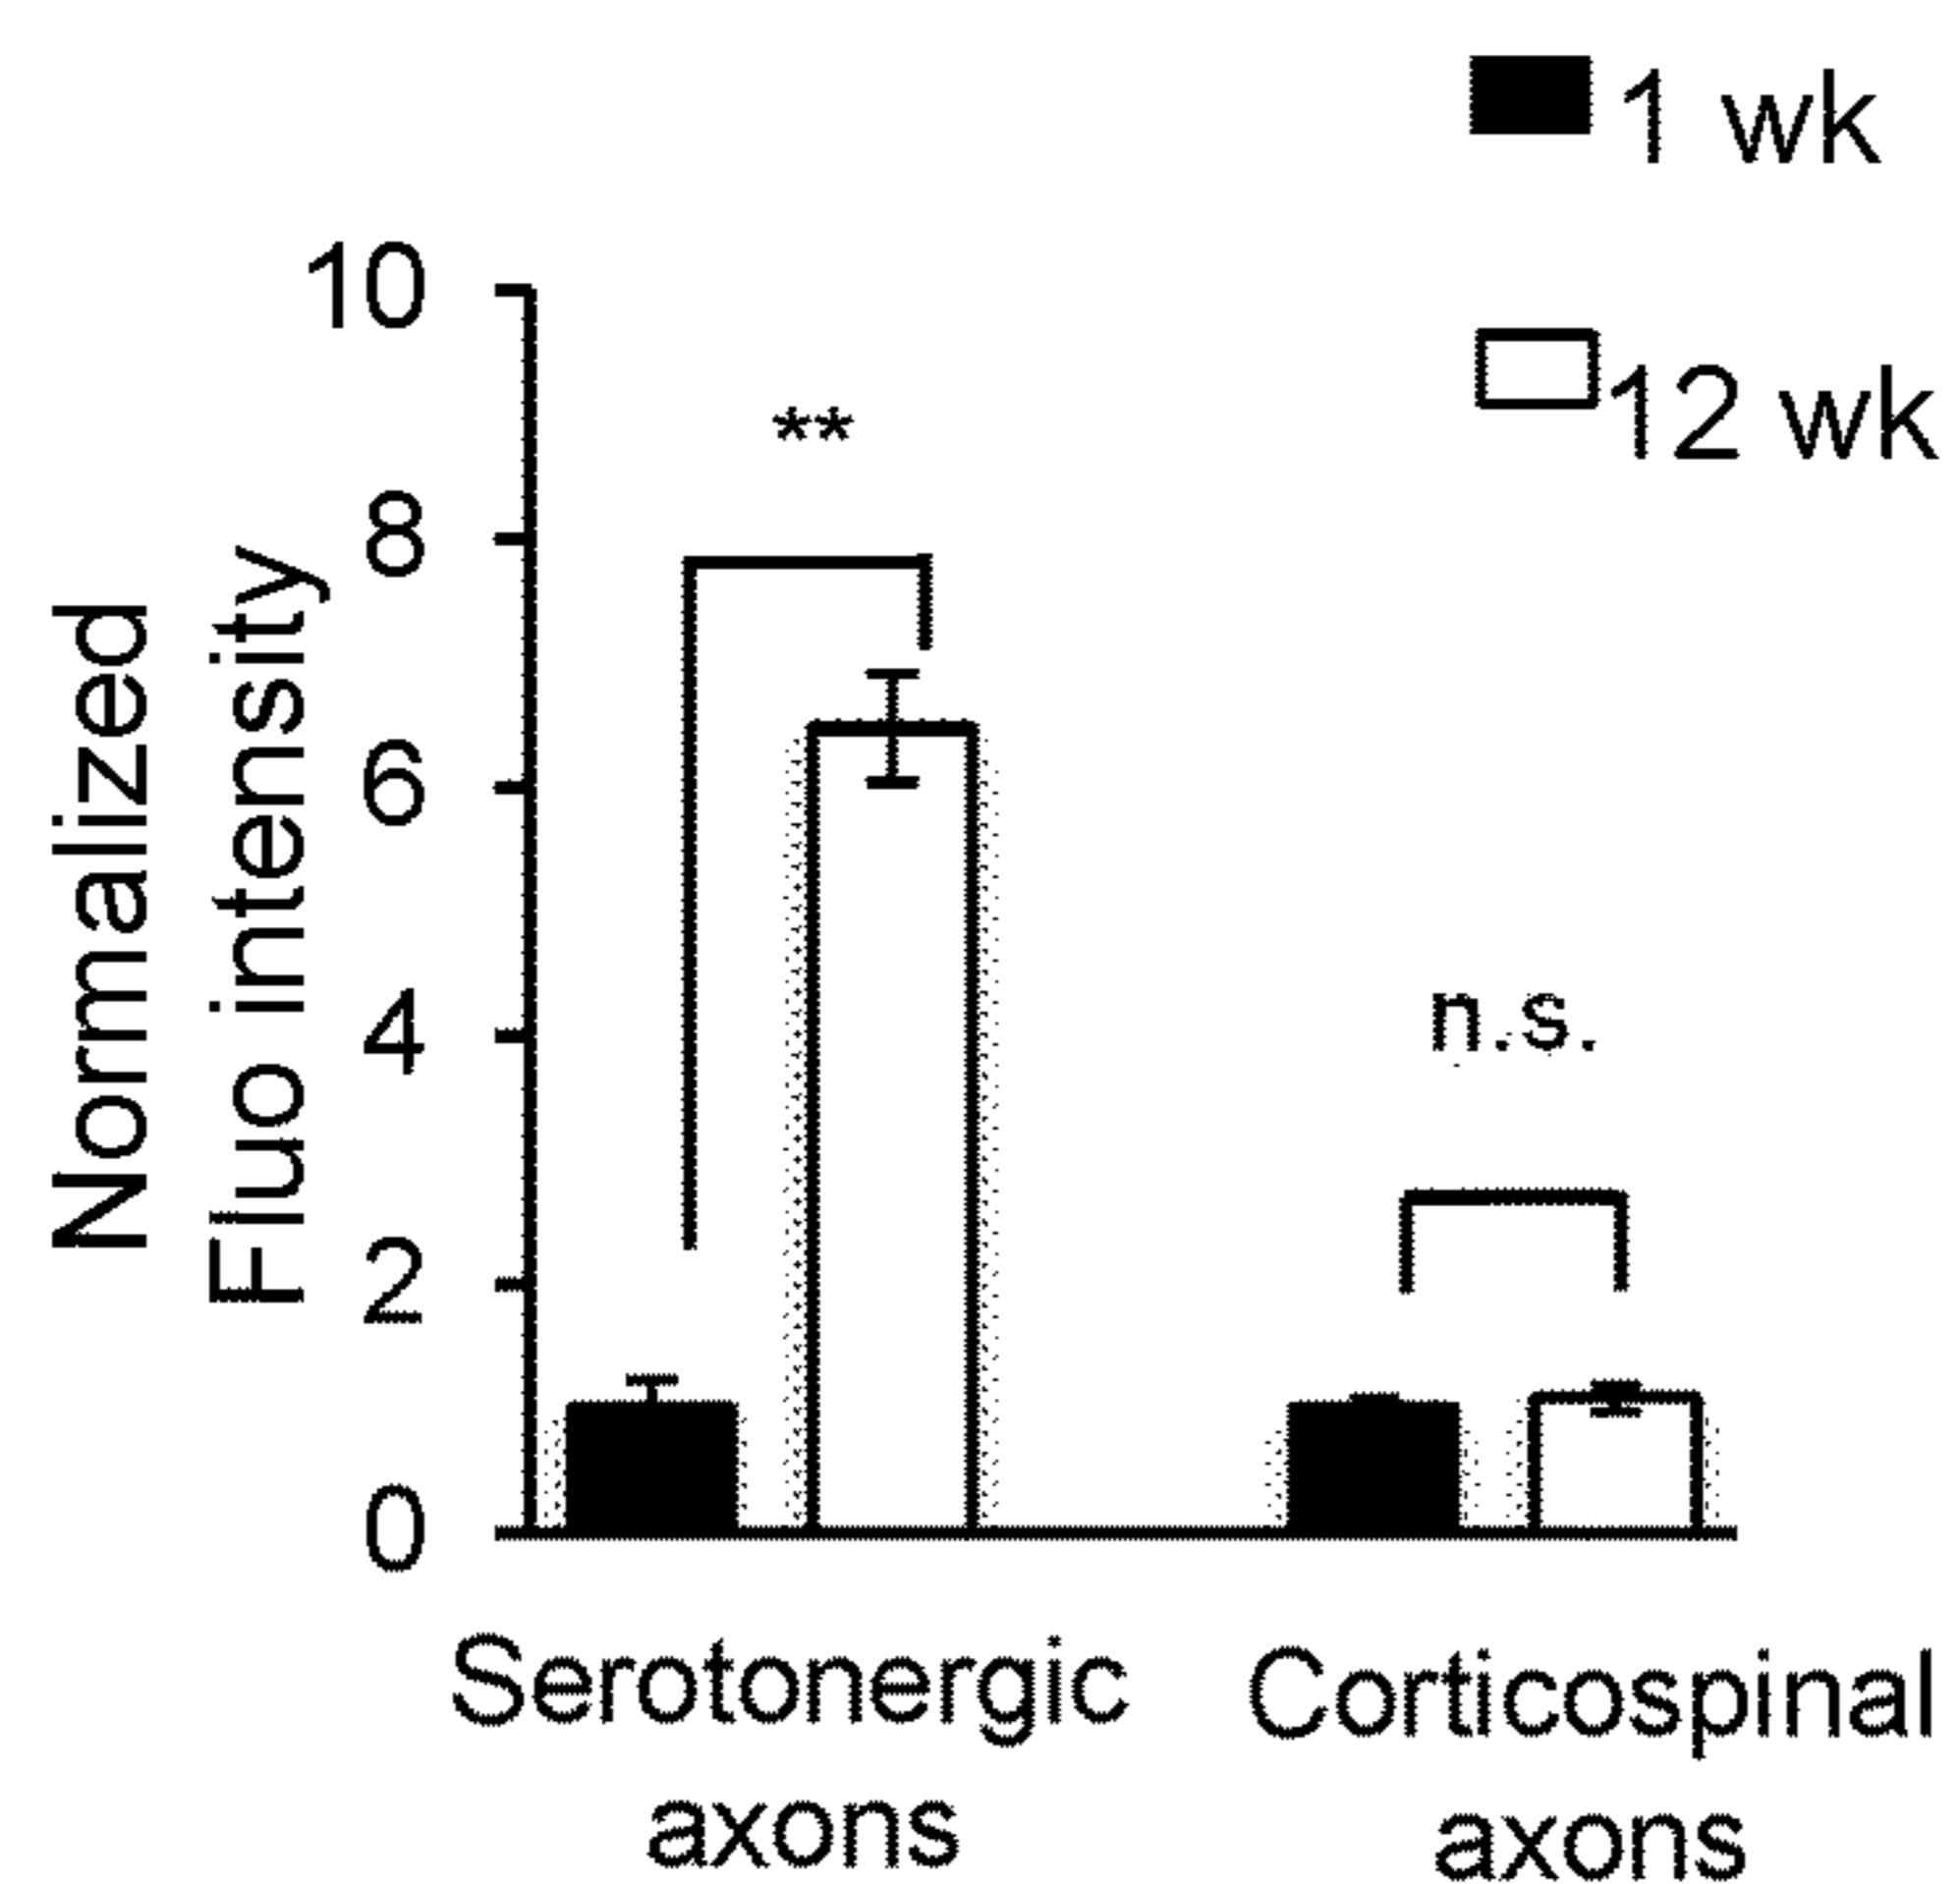 1 wk
12 wk
Normalized
Fluo intensity
10
8
6
4
2
0
**
n.s.
Serotonergic
axons
Corticospinal
axons